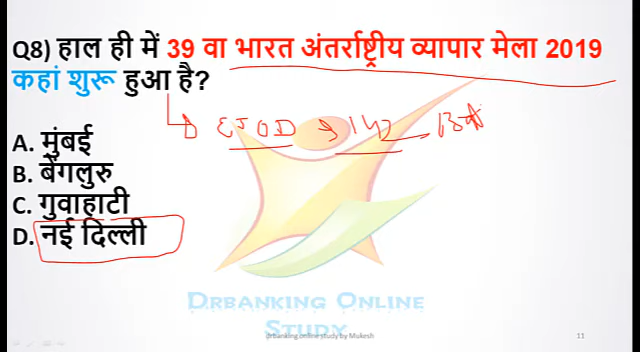 Q8) हाल ही में 39 वा भारत अंतर्राष्ट्रीय व्यापार मेला 2019
कहां शुरू हुआ है?
A. मुंबई
B. बेंगलुरु
C. गुवाहाटी
D. नई दिल्ली
DRBANKING ONLINE
STUDY
drbanking online study by Mukesh
11